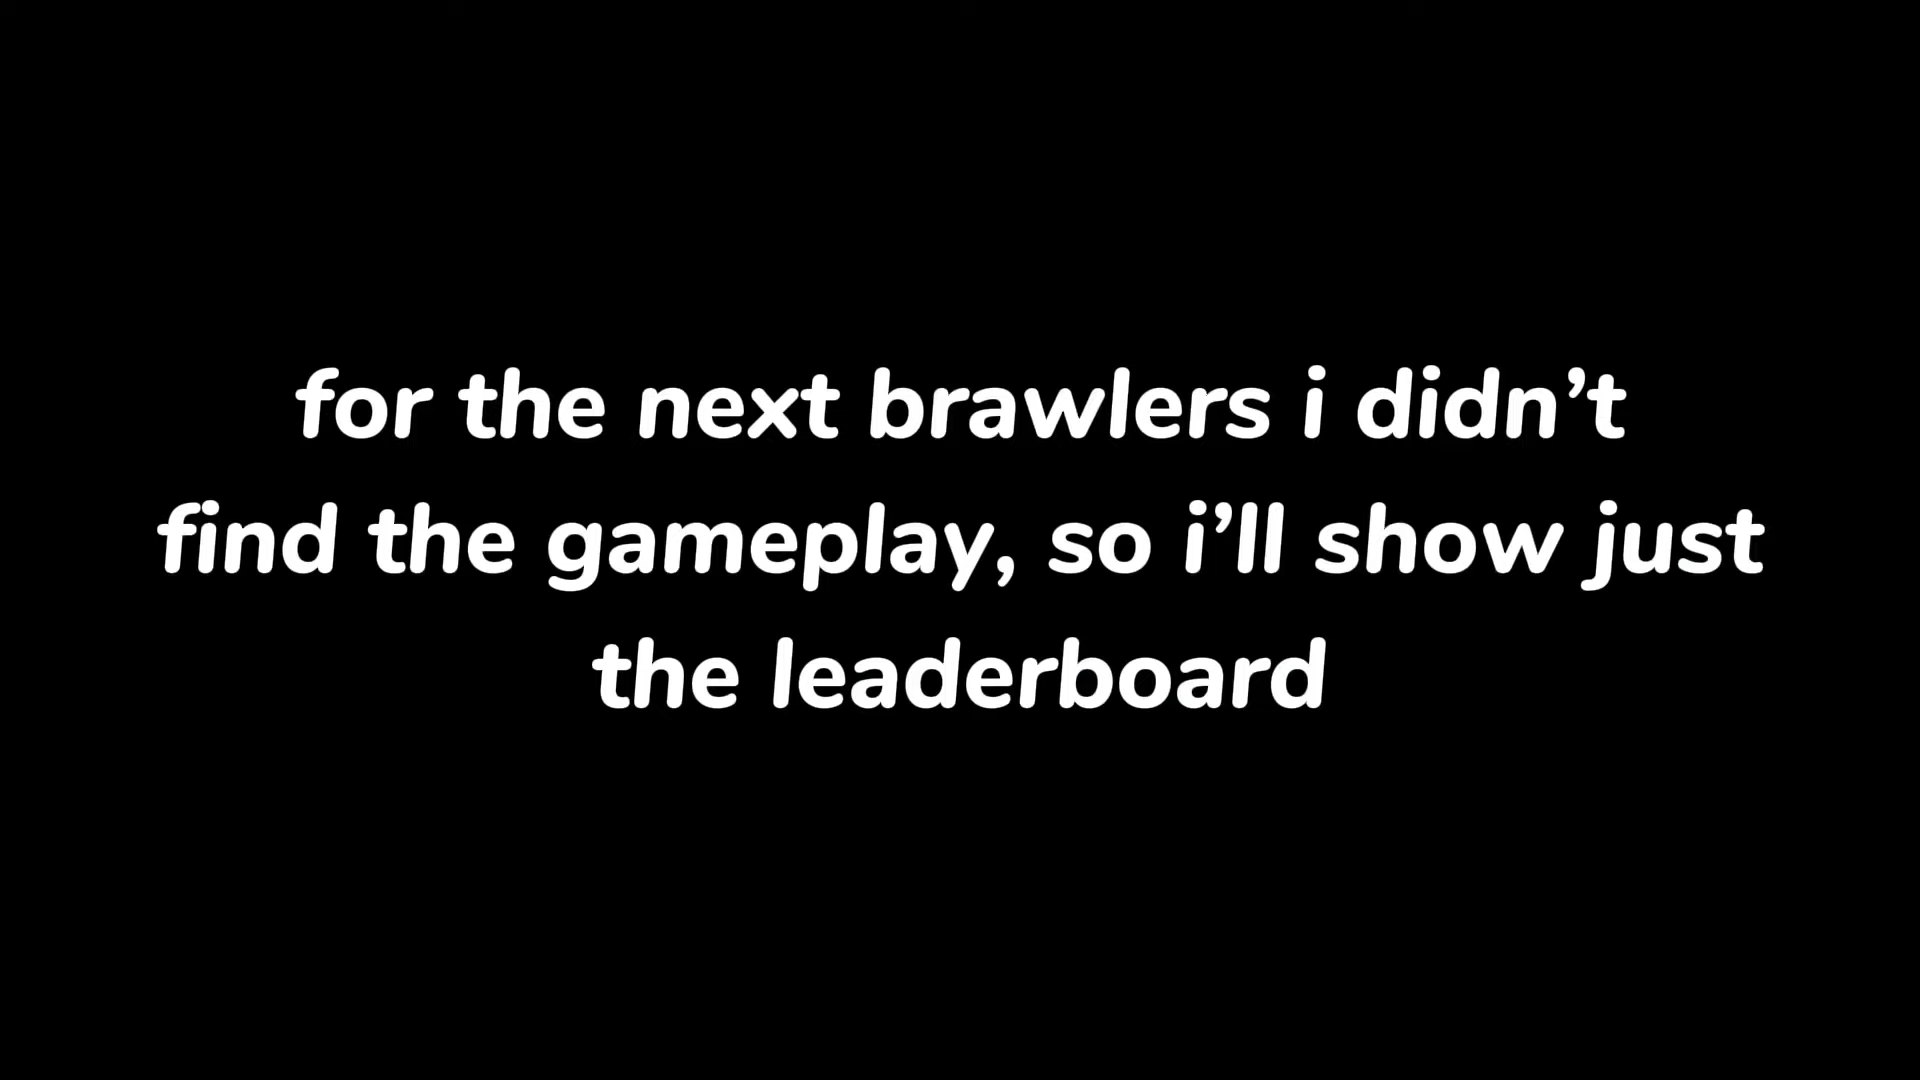 for the next brawlers i didn’t
find the gameplay, so i’ll show just
the leaderboard